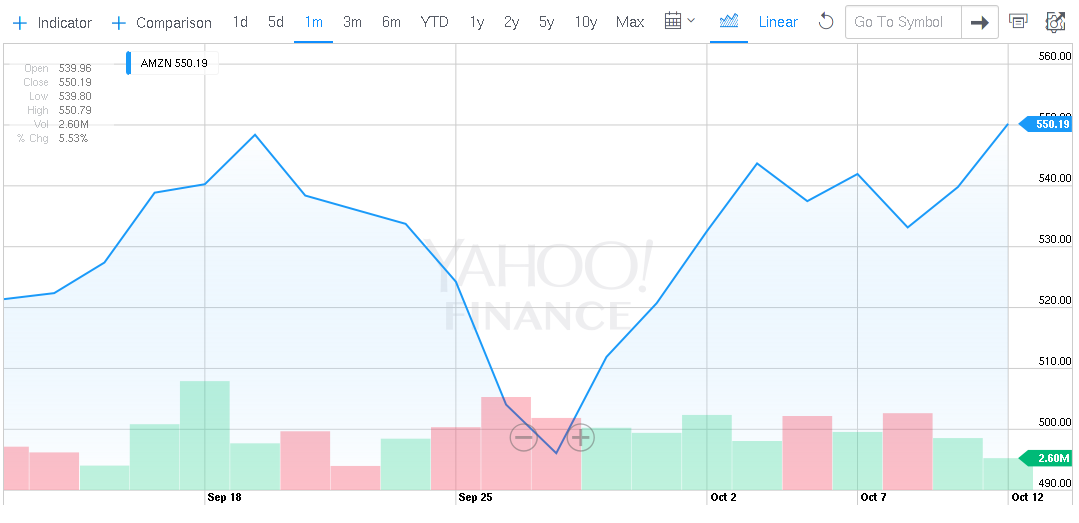 + Indicator + Comparison 1d 5d 1m 3m 6m YTD 1y 2y 5y 10y Max Linear Go To Symbol
AMZN 550.19
Open 539.96
Close 550.19
Low 539.80
High 550.79
Vol 2.60M
% Chg 5.53%
560.00
550.00
550.19
540.00
530.00
YAHOO!
FINANCE
520.00
510.00
500.00
2.60M
490.00
Sep 18 Sep 25 Oct 2 Oct 7 Oct 12